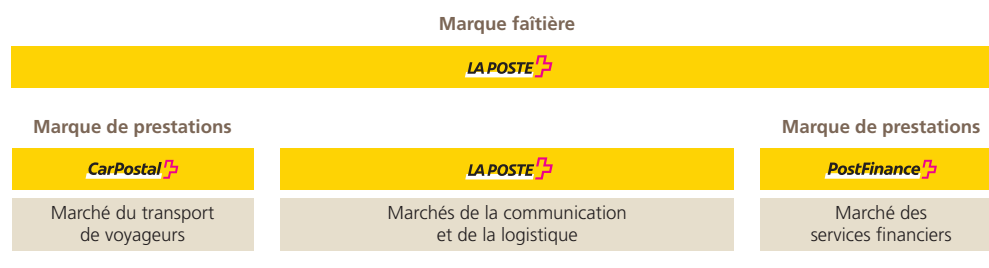 Marque faîtière
LA POSTE
Marque de prestations
Marque de prestations
CarPostal
LA POSTE
PostFinance
Marché du transport
de voyageurs
Marchés de la communication
et de la logistique
Marché des
services financiers